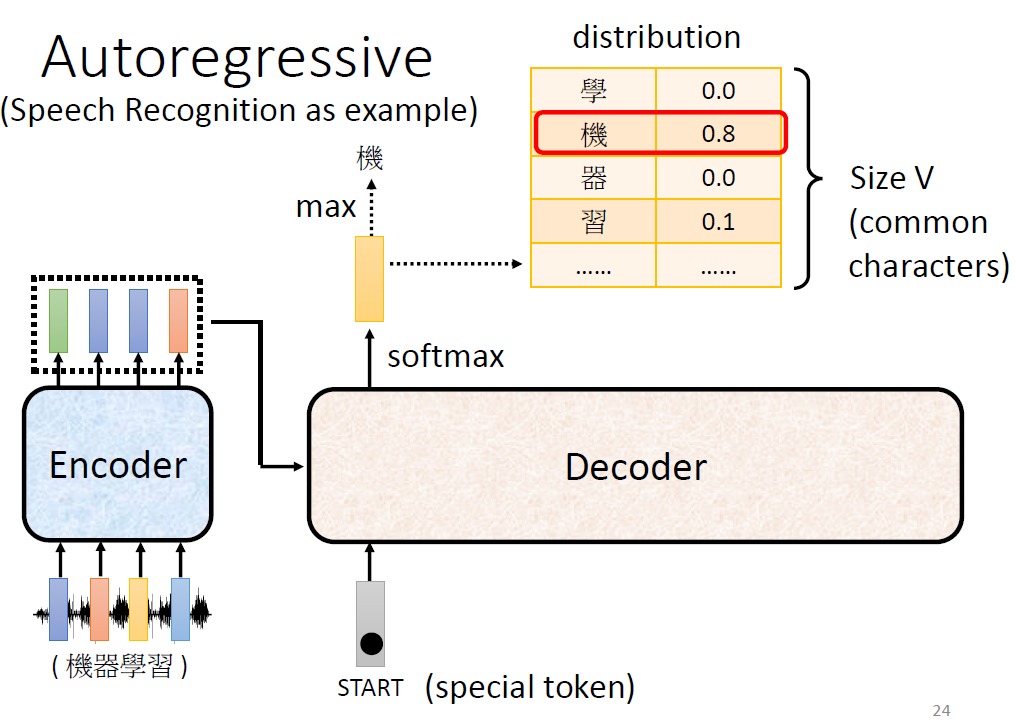 Autoregressive
(Speech Recognition as example)
distribution
學 0.0
機 0.8
器 0.0
習 0.1
…… ……
Size V
(common
characters)
機
max
softmax
Encoder
Decoder
(機器學習)
START (special token)
24